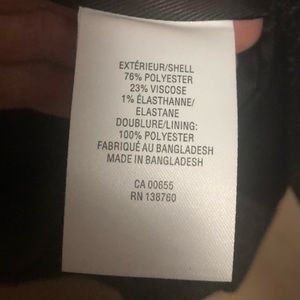 EXTÉRIEUR/SHELL
76% POLYESTER
23% VISCOSE
1% ÉLASTHANNE/
ELASTANE
DOUBLURE/LINING:
100% POLYESTER
FABRIQUÉ AU BANGLADESH
MADE IN BANGLADESH
CA 00655
RN 138760